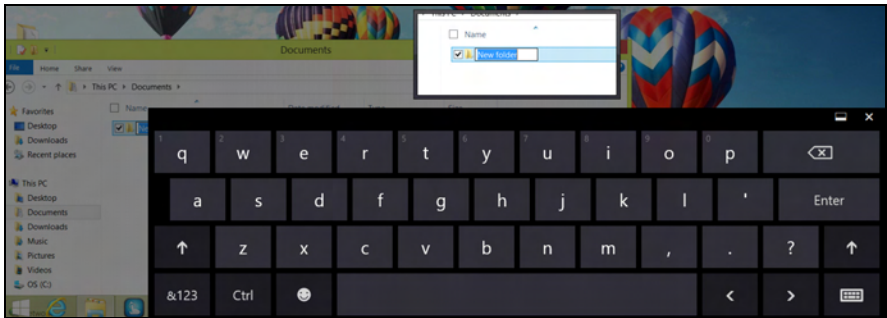 This PC › Documents ›
Name
New folder
Documents
File Home Share View
This PC › Documents ›
Favorites
Desktop
Downloads
Recent places
This PC
Desktop
Documents
Downloads
Music
Pictures
Videos
OS (C:)
Name Date modified Type Size
1 2 3 4 5 6 7 8 9 0
q w e r t y u i o p
a s d f g h j k l ' Enter
z x c v b n m , . ?
&123 Ctrl < >